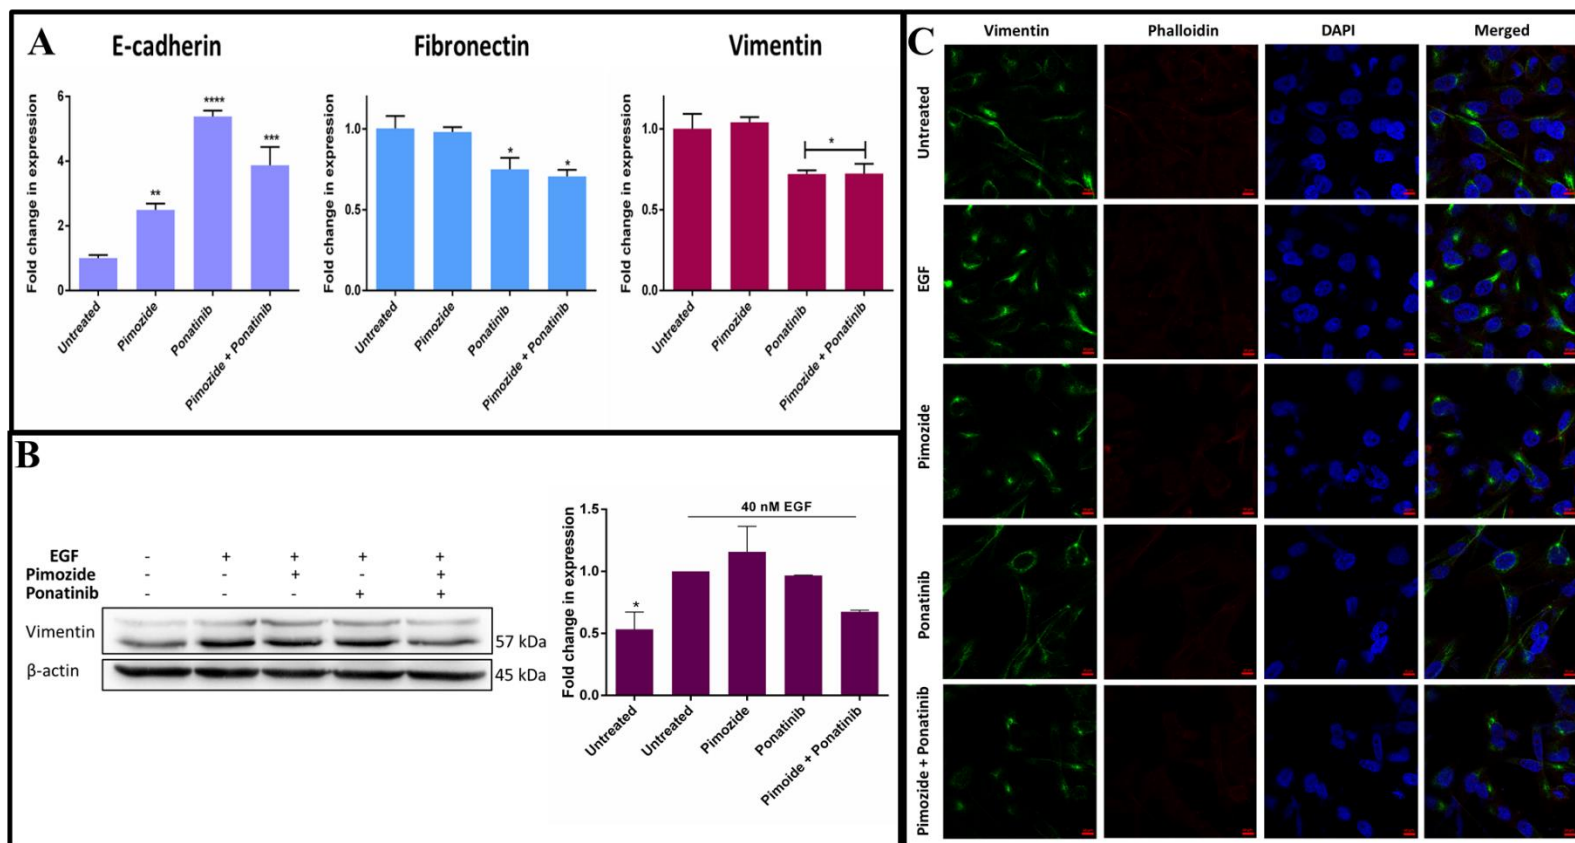 A
E-cadherin
Fold change in expression
6
4
2
0
**
****
***
Untreated
Pimozide
Ponatinib
Pimozide + Ponatinib
Fibronectin
Fold change in expression
1.0
0.5
0.0
*
*
Untreated
Pimozide
Ponatinib
Pimozide + Ponatinib
Vimentin
Fold change in expression
1.0
0.5
0.0
*
Untreated
Pimozide
Ponatinib
Pimozide + Ponatinib
B
EGF - + + + +
Pimozide - - + - +
Ponatinib - - - + +
Vimentin
57 kDa
β-actin
45 kDa
Fold change in expression
1.5
1.0
0.5
0.0
40 nM EGF
*
Untreated
Untreated
Pimozide
Ponatinib
Pimoide + Ponatinib
C
Vimentin Phalloidin DAPI Merged
Untreated
EGF
Pimozide
Ponatinib
Pimozide + Ponatinib